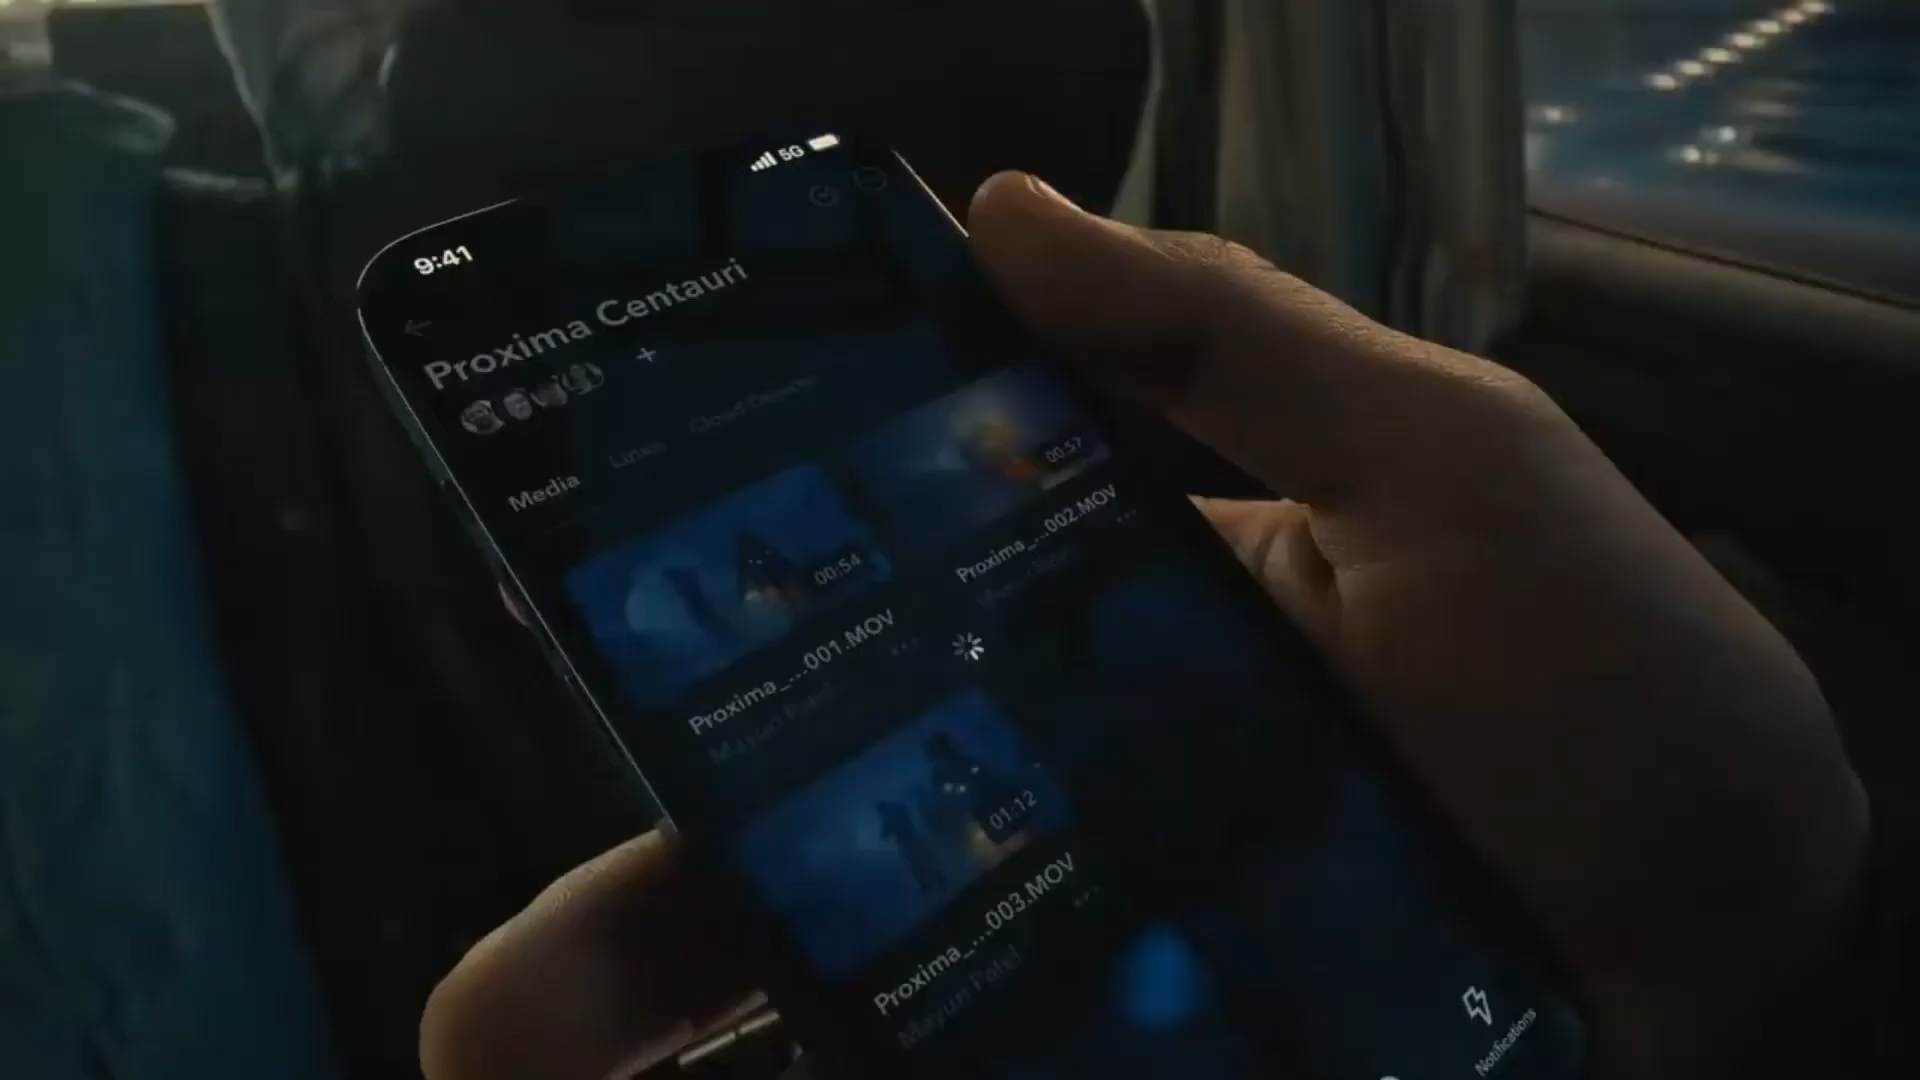 9:41
5G
Proxima Centauri
Media
Links
00:54
00:57
Proxima_...001.MOV
Proxima_...002.MOV
01:12
Proxima_...003.MOV
Mayuri Patel
Notifications